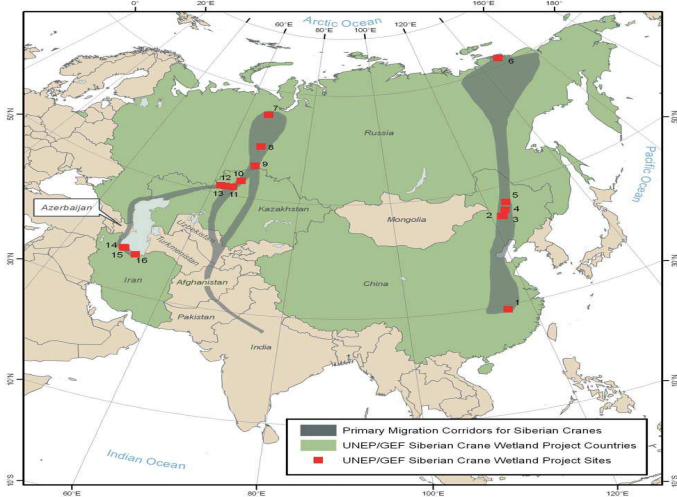 20°E
0°
20°E
40°E
60°E
80°E
100°E
120°E
140°E
160°E
160°E
180°
Arctic Ocean
6
50°N
7
Russia
50°N
8
9
12
10
13
11
5
4
2
3
Pacific Ocean
Azerbaijan
Kazakhstan
Mongolia
Uzbekistan
Turkmenistan
14
15
16
30°N
30°N
Iran
Afghanistan
China
1
Pakistan
India
10°N
10°N
Indian Ocean
10°S
10°S
60°E
80°E
100°E
120°E
Primary Migration Corridors for Siberian Cranes
UNEP/GEF Siberian Crane Wetland Project Countries
UNEP/GEF Siberian Crane Wetland Project Sites